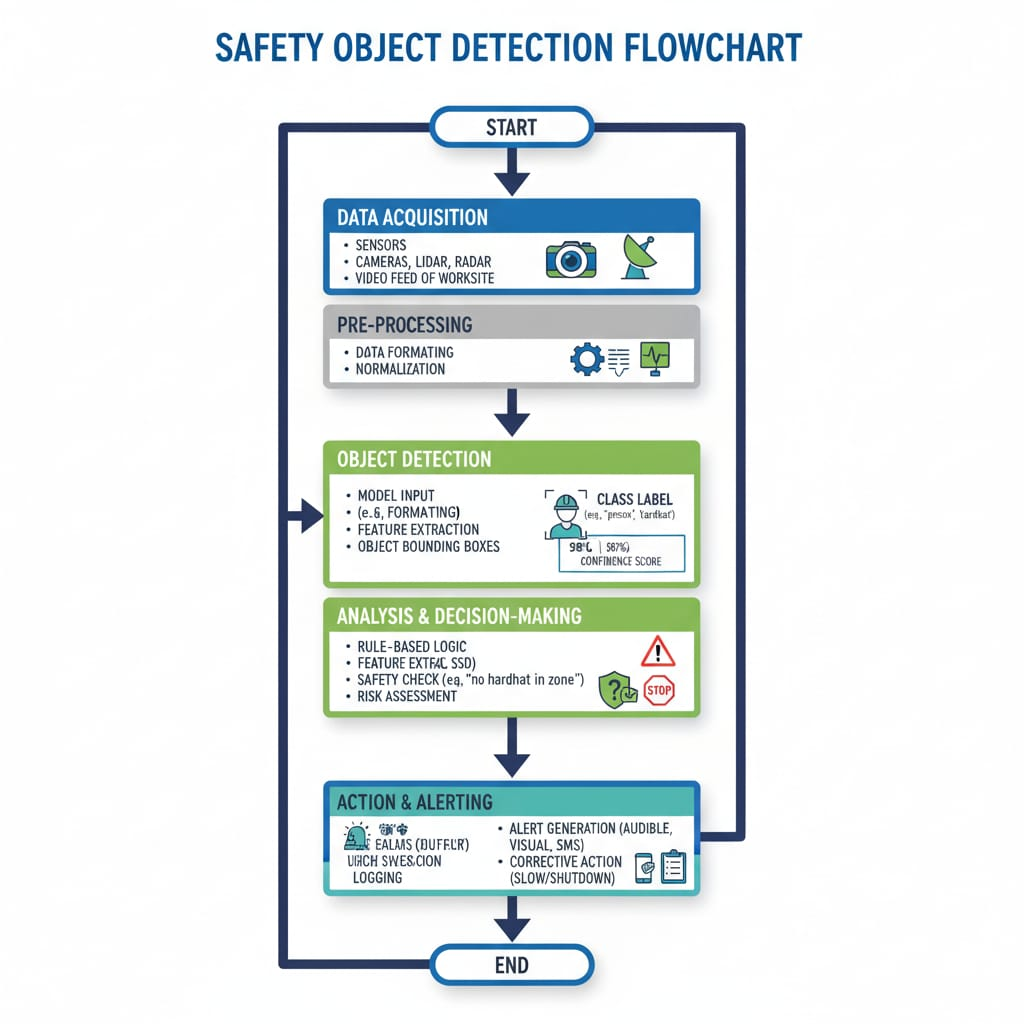 SAFETY OBJECT DETECTION FLOWCHART
START
DATA ACQUISITION
• SENSORS
• CAMERAS, LIDAR, RADAR
• VIDEO FEED OF WORKSITE
PRE-PROCESSING
• DATA FORMATING
• NORMALIZATION
OBJECT DETECTION
• MODEL INPUT
• (e.G, FORMATING)
• FEATURE EXTRACTION
• OBJECT BOUNDING BOXES
CLASS LABEL
CONFINENCE SCORE
ANALYSIS & DECISION-MAKING
• RULE-BASED LOGIC
• FEATURE SSD)
• SAFETY CHECK (eg, "no hardhat in zone")
• RISK ASSESSMENT
STOP
ACTION & ALERTING
LOGGING
• ALERT GENERATION (AUDIBLE,
VISUAL, SMS)
• CORRECTIVE ACTION
(SLOW/SHUTDOWN)
END